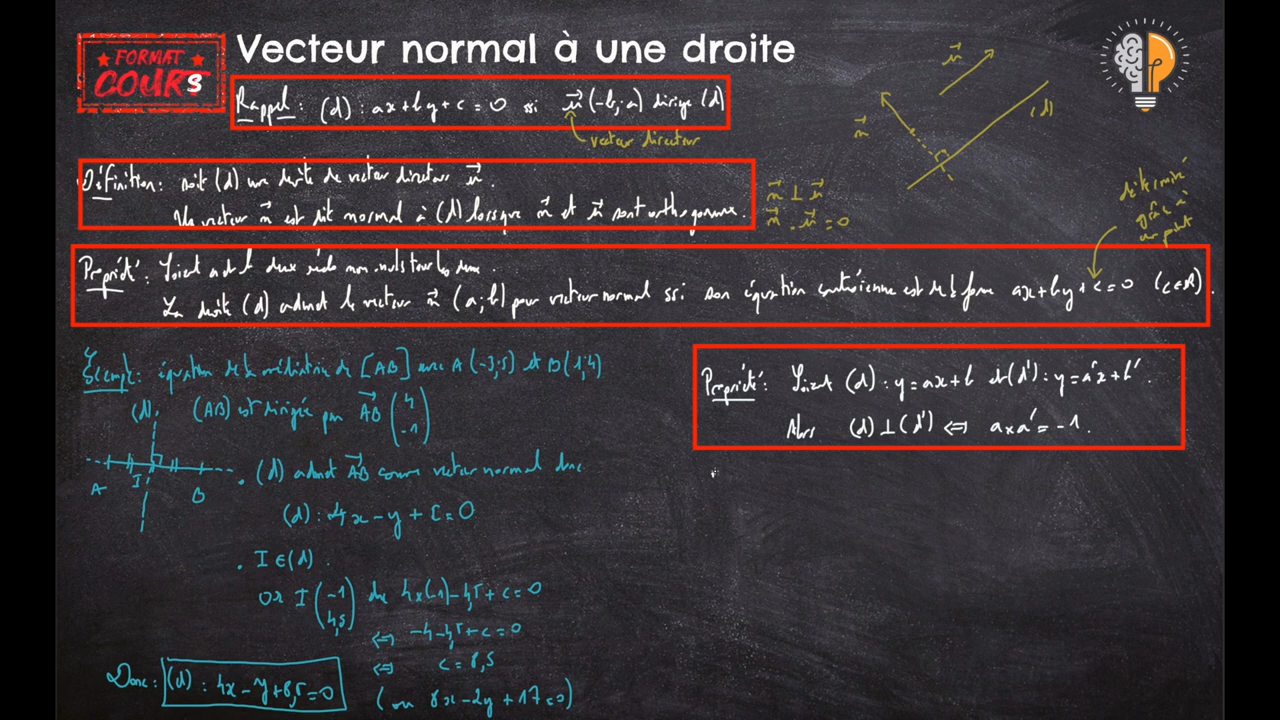 FORMAT
COURS
Vecteur normal à une droite
Rappel : (d) : ax+by+c=0 ssi u⃗ (-b; a) dirige (d)
vecteur directeur
u⃗
n⃗
(d)
Définition: soit (d) une droite de vecteur directeur u⃗.
Un vecteur n⃗ est dit normal à (d) lorsque n⃗ et u⃗ sont orthogonaux.
n⃗ ⊥ u⃗
n⃗ . u⃗ = 0
déterminé
grâce à
un point
Propriété : Soient a et b deux réels non nuls tous les deux.
La droite (d) admet le vecteur n⃗ (a; b) pour vecteur normal ssi son équation cartésienne est de la forme ax+by+c=0 (c∈ℝ).
Exemple: équation de la médiatrice de [AB] avec A(-3;5) et B(1;4)
(d)
(AB) est dirigée par AB⃗ (4
-1)
A I B
. (d) admet AB⃗ comme vecteur normal donc
(d) : 4x-y+c=0
. I∈(d)
or I (-1
4,5) donc 4x(-1)-4,5+c=0
⇔ -4-4,5+c=0
⇔ c=8,5
Donc: (d) : 4x-y+8,5=0
(ou 8x-2y+17=0)
Propriété: Soient (d) : y=ax+b et (d') : y=a'x+b'.
Alors (d)⊥(d') ⇔ axa'=-1.